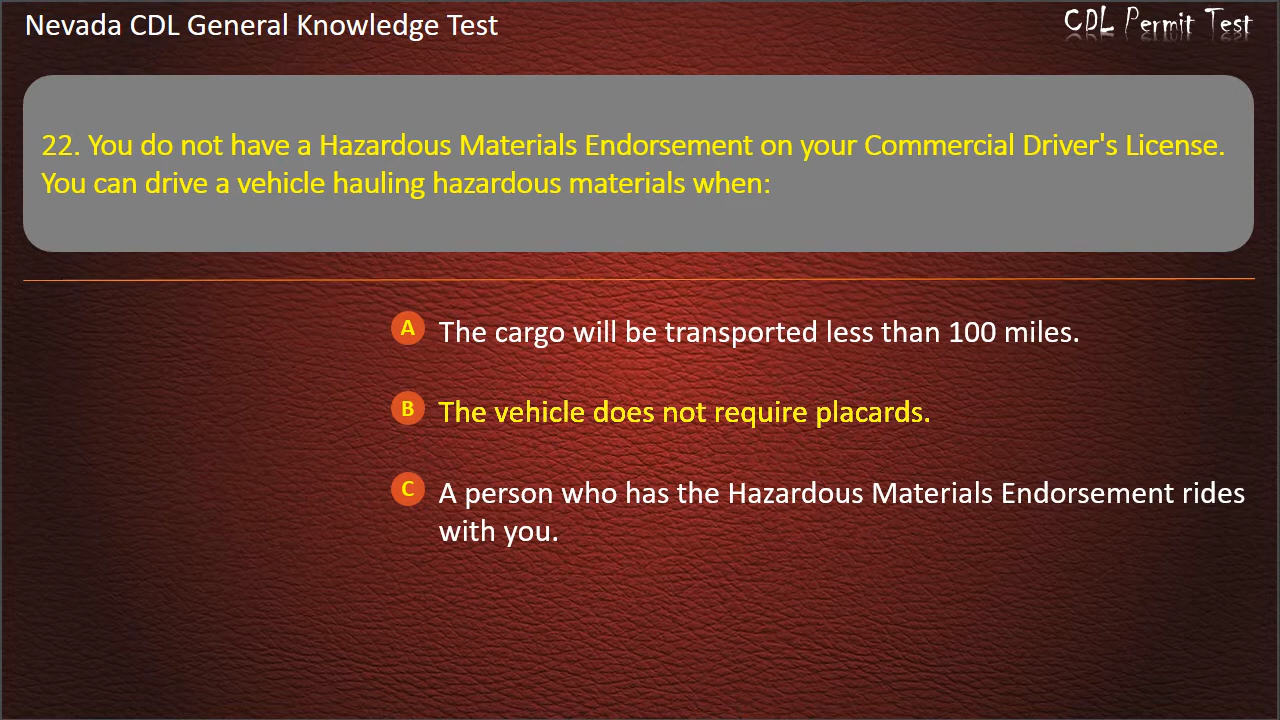 Nevada CDL General Knowledge Test
CDL Permit Test
22. You do not have a Hazardous Materials Endorsement on your Commercial Driver's License.
You can drive a vehicle hauling hazardous materials when:
A The cargo will be transported less than 100 miles.
B The vehicle does not require placards.
C A person who has the Hazardous Materials Endorsement rides
with you.